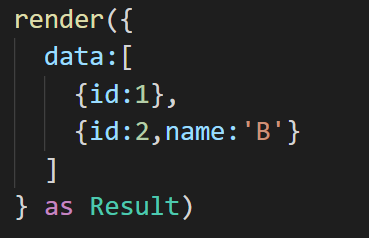 render({
  data:[
    {id:1},
    {id:2,name:'B'}
  ]
} as Result)